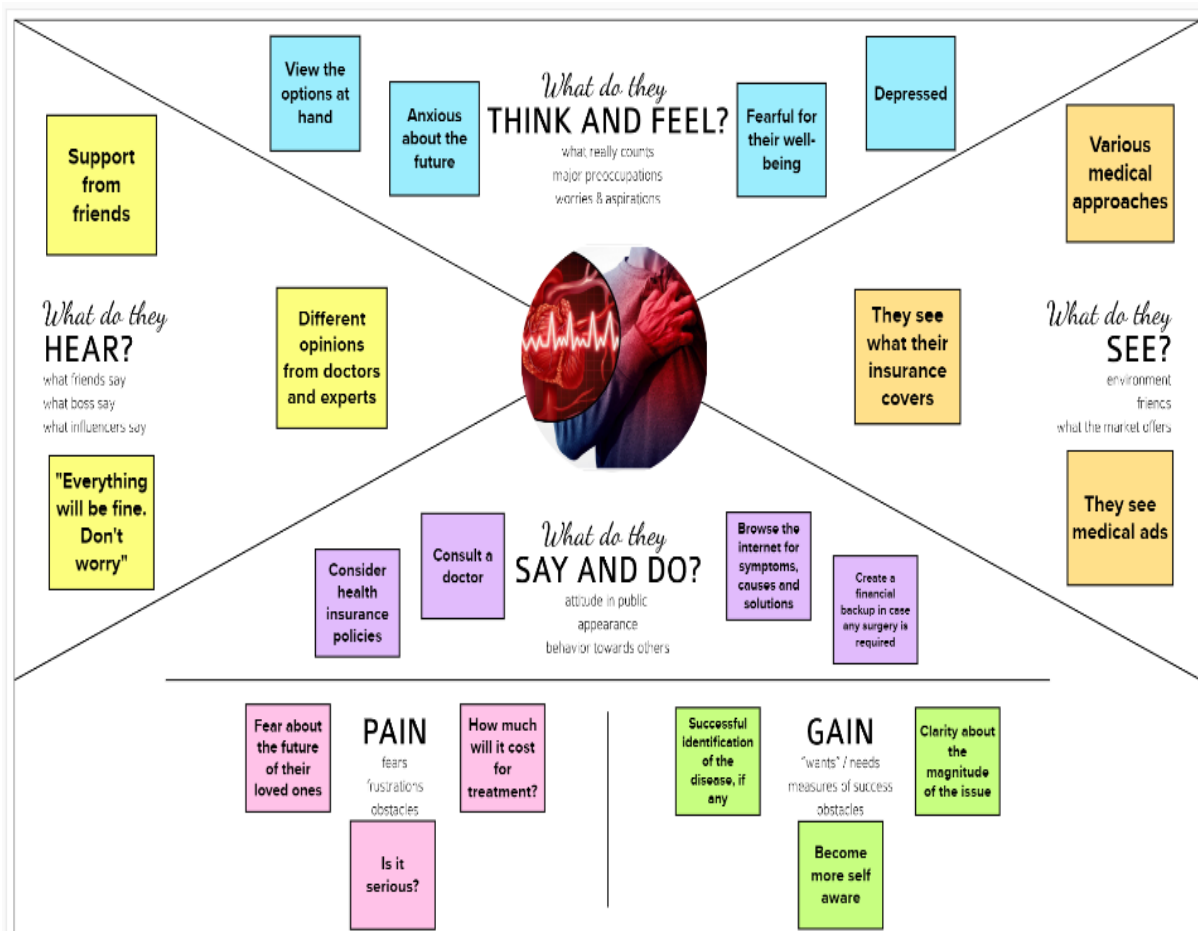 View the
options at
hand
Anxious
about the
future
What do they
THINK AND FEEL?
what really counts
major preoccupations
worries & aspirations
Fearful for
their well-
being
Depressed
Support
from
friends
Various
medical
approaches
What do they
HEAR?
what friends say
what boss say
what influencers say
Different
opinions
from doctors
and experts
They see
what their
insurance
covers
What do they
SEE?
environment
friends
what the market offers
"Everything
will be fine.
Don't
worry"
They see
medical ads
Consider
health
insurance
policies
Consult a
doctor
What do they
SAY AND DO?
attitude in public
appearance
behavior towards others
Browse the
internet for
symptoms,
causes and
solutions
Create a
financial
backup in case
any surgery is
required
Fear about
the future
of their
loved ones
PAIN
fears
frustrations
obstacles
How much
will it cost
for
treatment?
Is it
serious?
Successful
identification
of the
disease, if
any
GAIN
"wants" / needs
measures of success
obstacles
Clarity about
the
magnitude
of the issue
Become
more self
aware